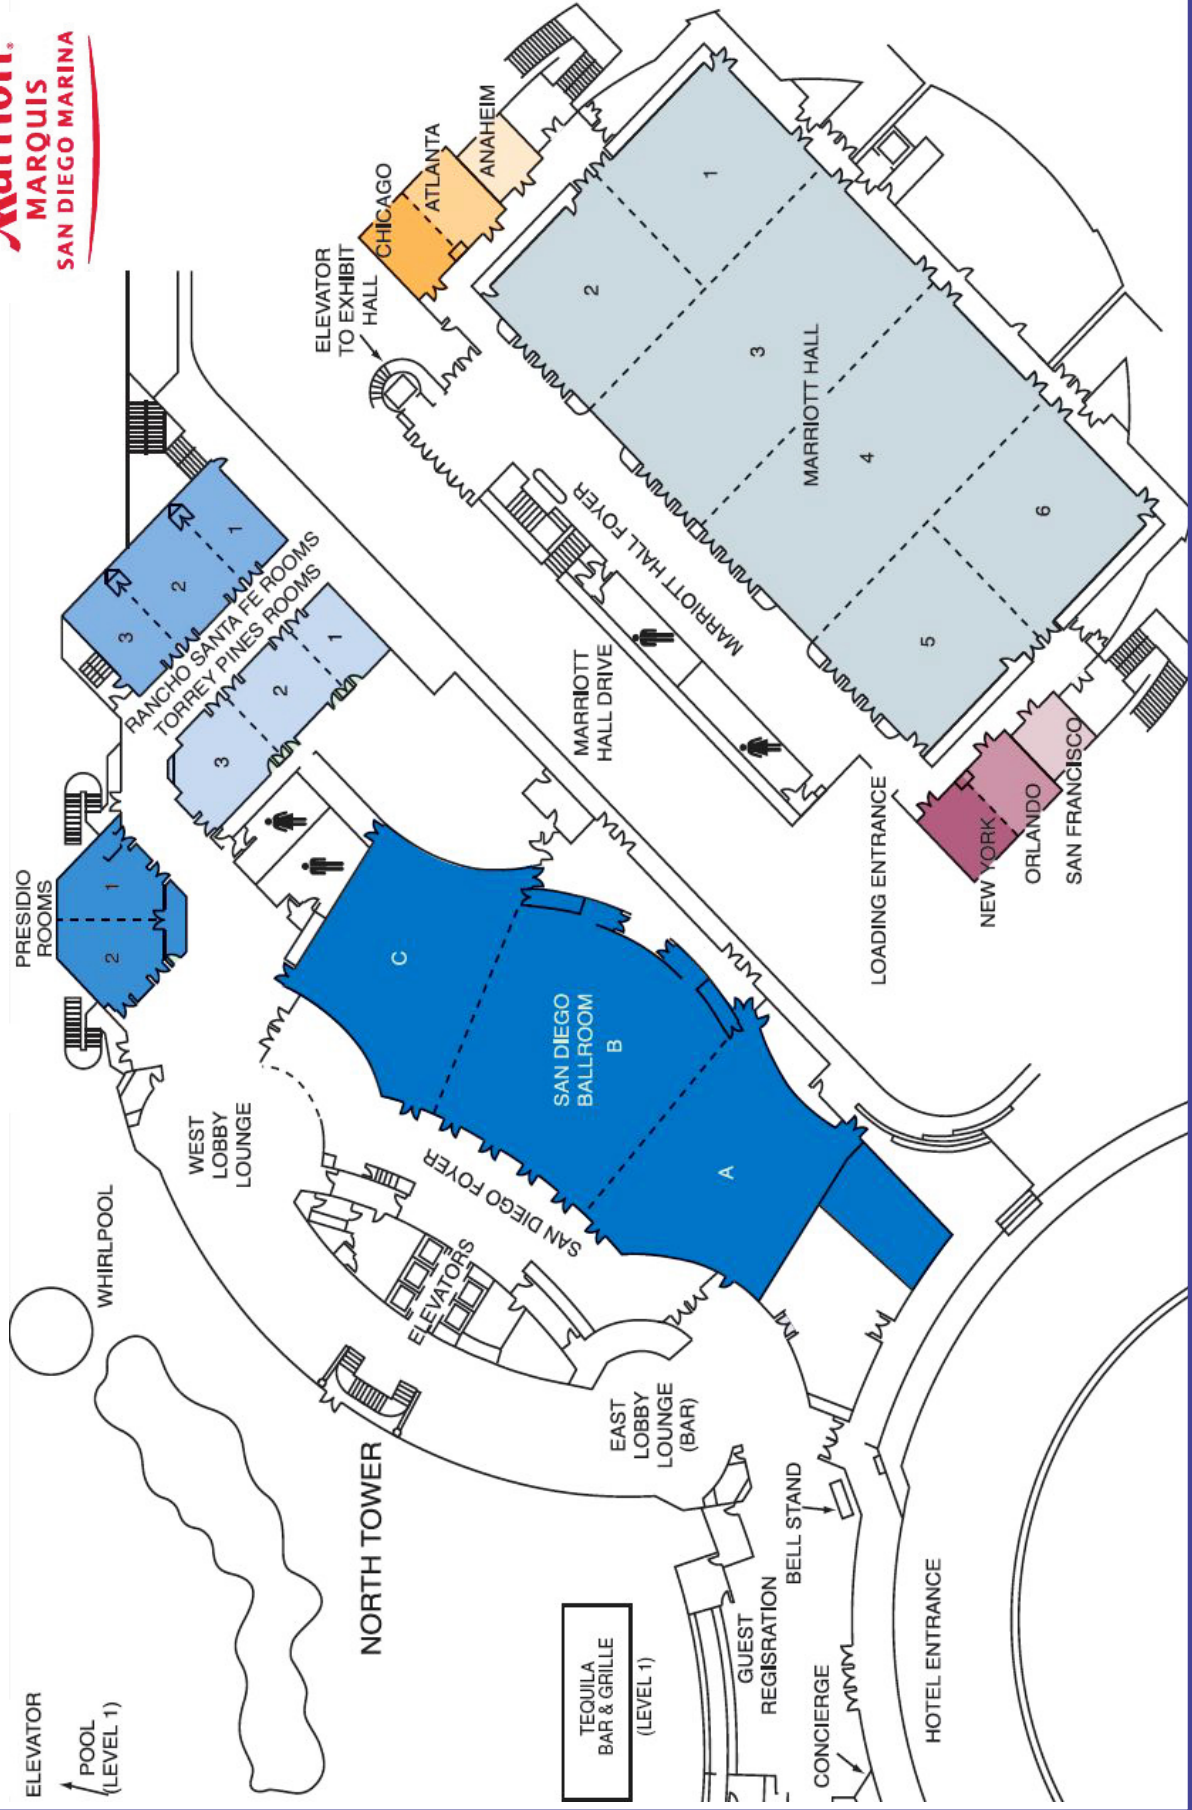 MARQUIS
SAN DIEGO MARINA
ELEVATOR
POOL
(LEVEL 1)
WHIRLPOOL
PRESIDIO
ROOMS
2
1
3
2
1
RANCHO SANTA FE ROOMS
TORREY PINES ROOMS
3
2
1
WEST
LOBBY
LOUNGE
NORTH TOWER
ELEVATORS
SAN DIEGO FOYER
C
SAN DIEGO
BALLROOM
B
A
EAST
LOBBY
LOUNGE
(BAR)
TEQUILA
BAR & GRILLE
(LEVEL 1)
GUEST
REGISRATION
BELL STAND
CONCIERGE
HOTEL ENTRANCE
ELEVATOR
TO EXHIBIT
HALL
CHICAGO
ATLANTA
ANAHEIM
MARRIOTT HALL FOYER
MARRIOTT
HALL DRIVE
2
1
3
MARRIOTT HALL
4
5
6
LOADING ENTRANCE
NEW YORK
ORLANDO
SAN FRANCISCO